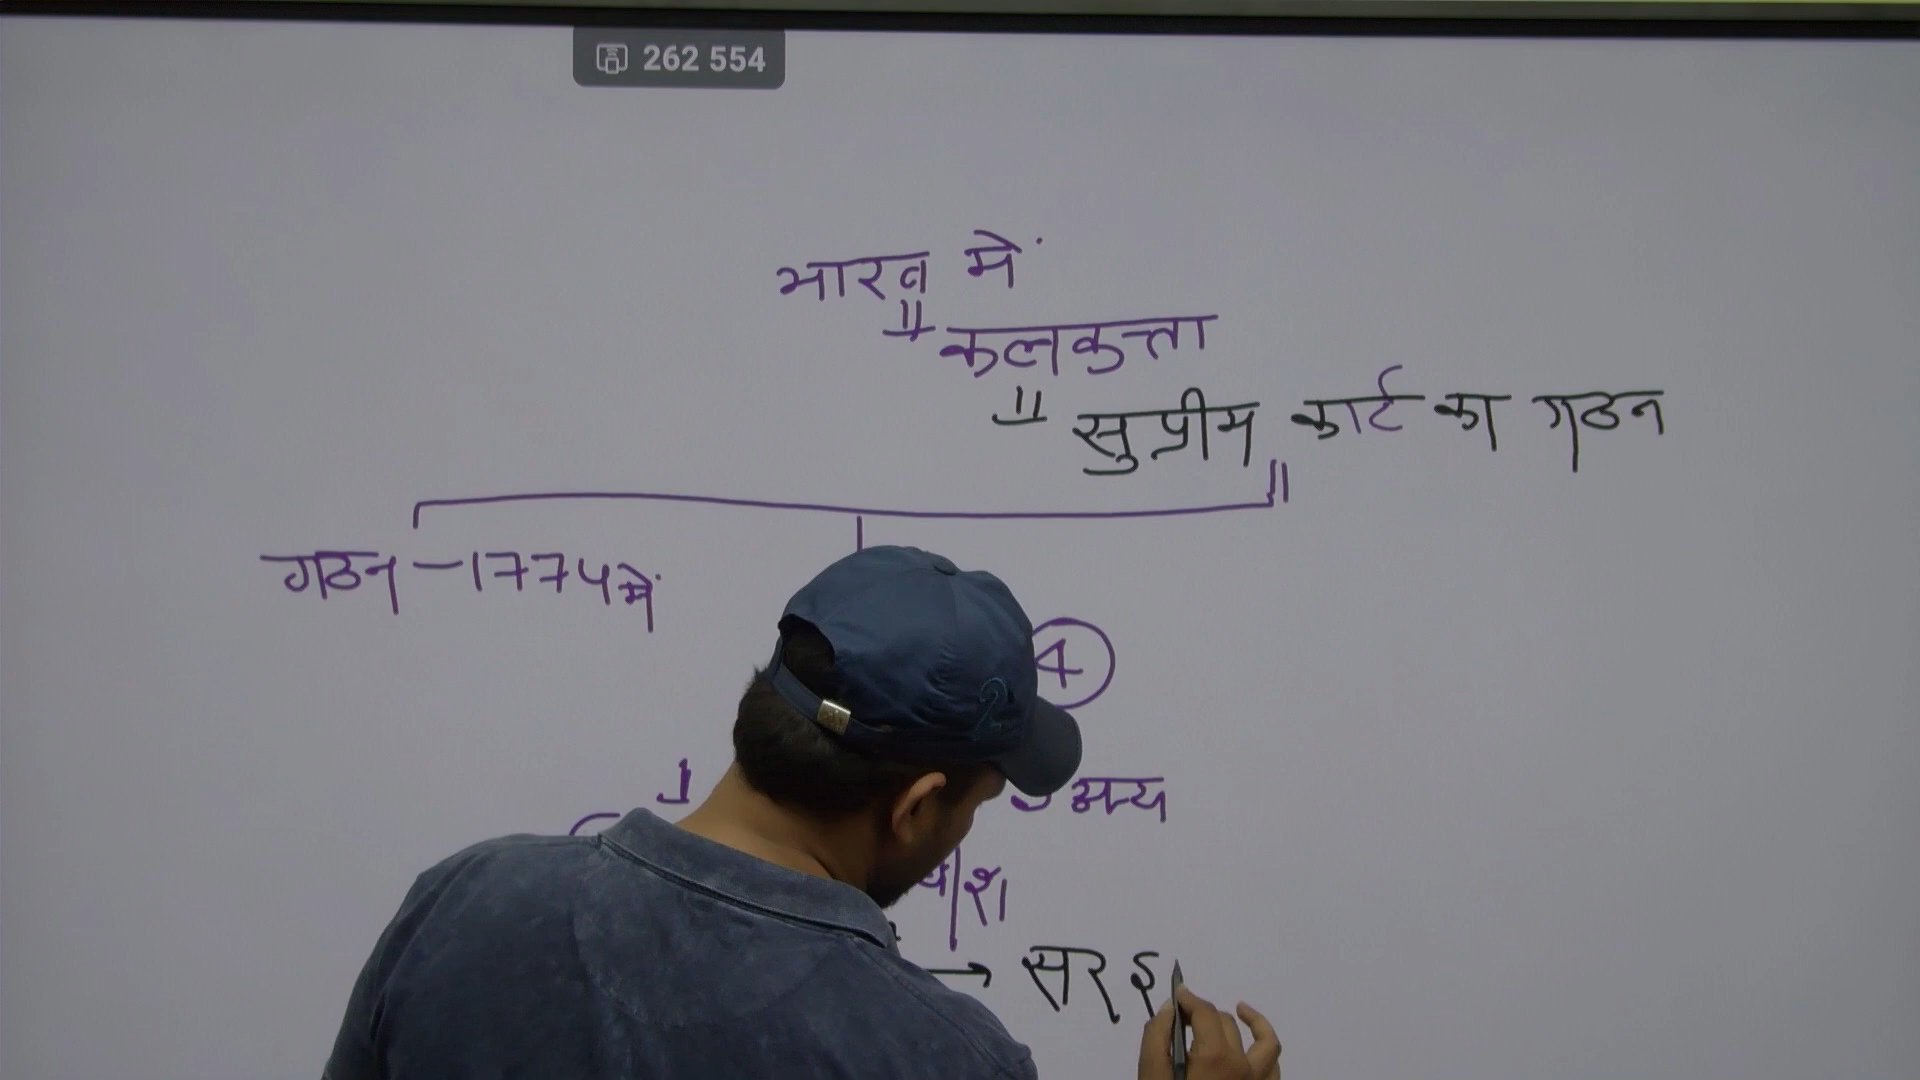 262 554
भारत में
कलकत्ता
सुप्रीम कार्ट का गठन
गठन - 1774 में
4
अन्य
→ सर इ